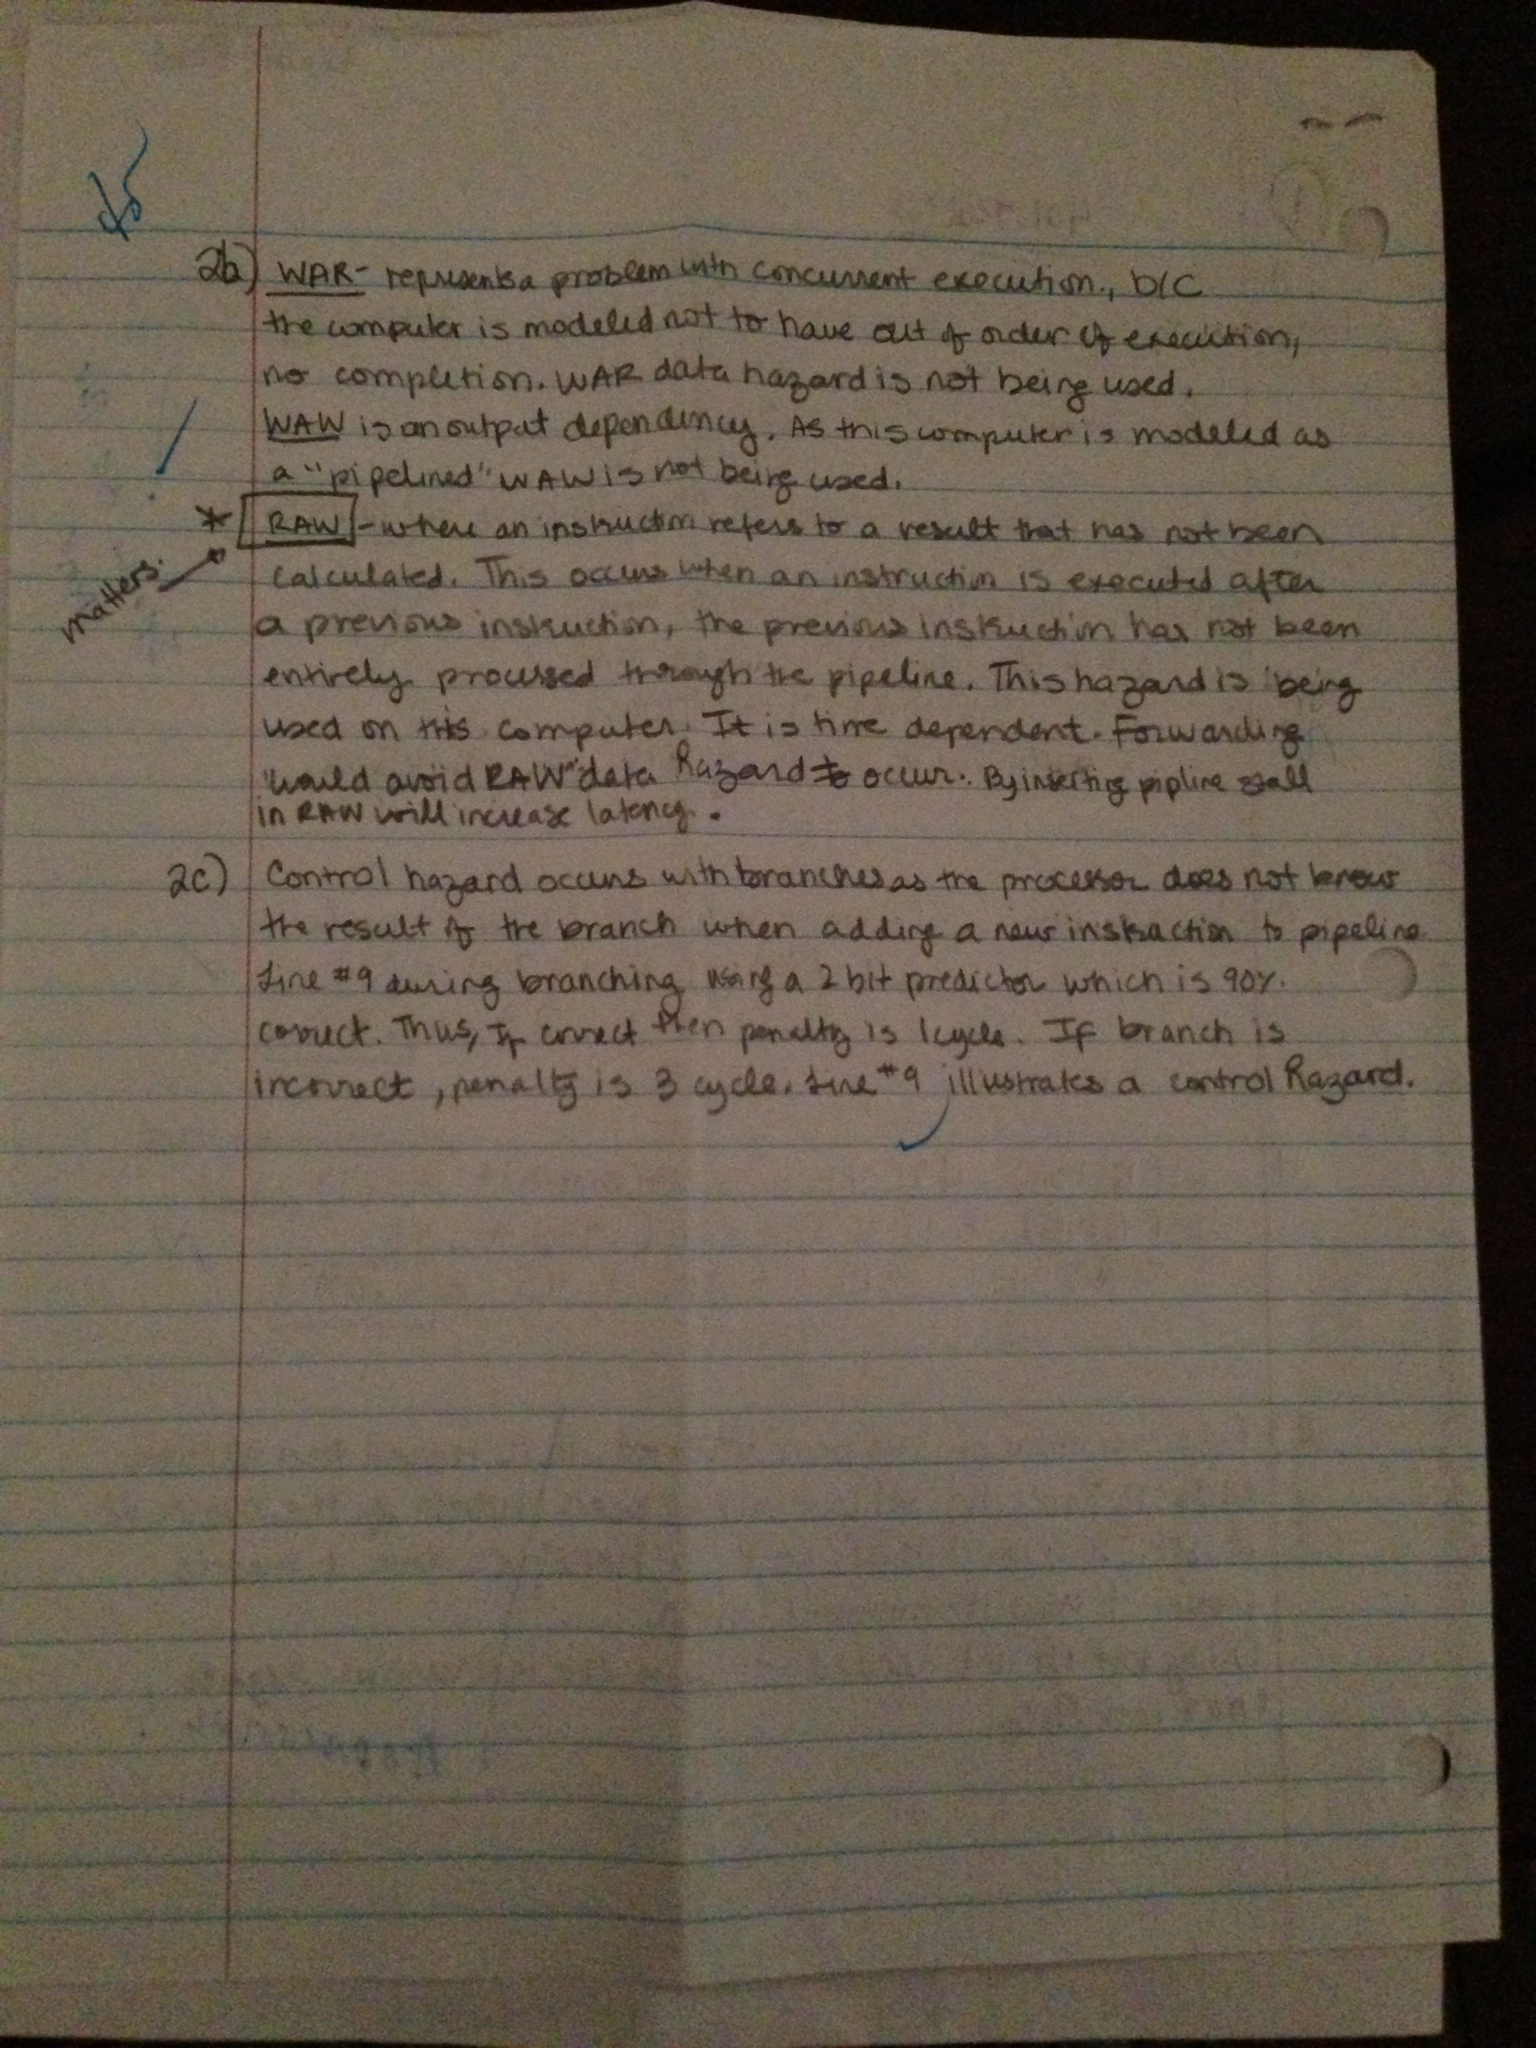 2b) WAR- represents a problem with concurrent execution., b/c
the computer is modeled not to have out of order of execution,
no completion. WAR data hazard is not being used.
WAW is an output dependency. As this computer is modeled as
a "pipelined" WAW is not being used.
* RAW - where an instruction refers to a result that has not been
matters.
calculated. This occurs when an instruction is executed after
a previous instruction, the previous instruction has not been
entirely processed through the pipeline. This hazard is being
used on this computer. It is time dependent. Forwarding
"would avoid RAW" data hazard to occur. By inserting pipline stall
in RAW will increase latency.
2c) Control hazard occurs with branches as the processor does not know
the result of the branch when adding a new instruction to pipeline
Line #9 during branching using a 2 bit predictor which is 90%.
correct. Thus, If correct then penalty is 1 cycle. If branch is
incorrect, penalty is 3 cycle. Line #9 illustrates a control hazard.